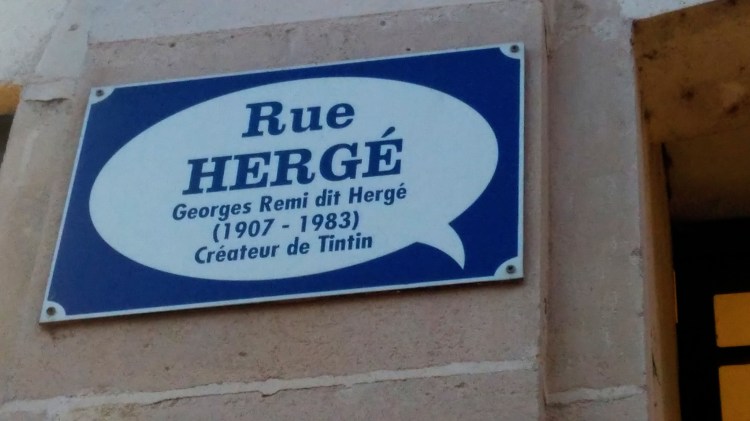 Rue
HERGÉ
Georges Remi dit Hergé
(1907 - 1983)
Créateur de Tintin